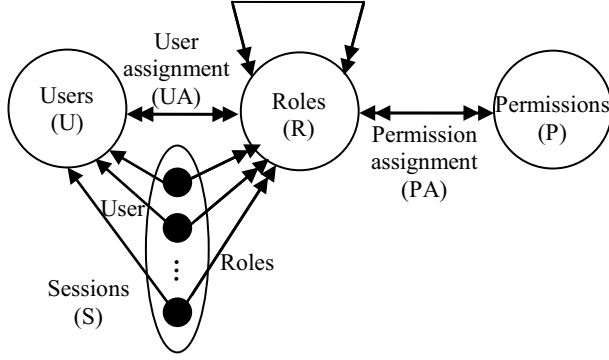 User
assignment
(UA)
Users
(U)
Roles
(R)
Permissions
(P)
Permission
assignment
(PA)
User
Roles
Sessions
(S)